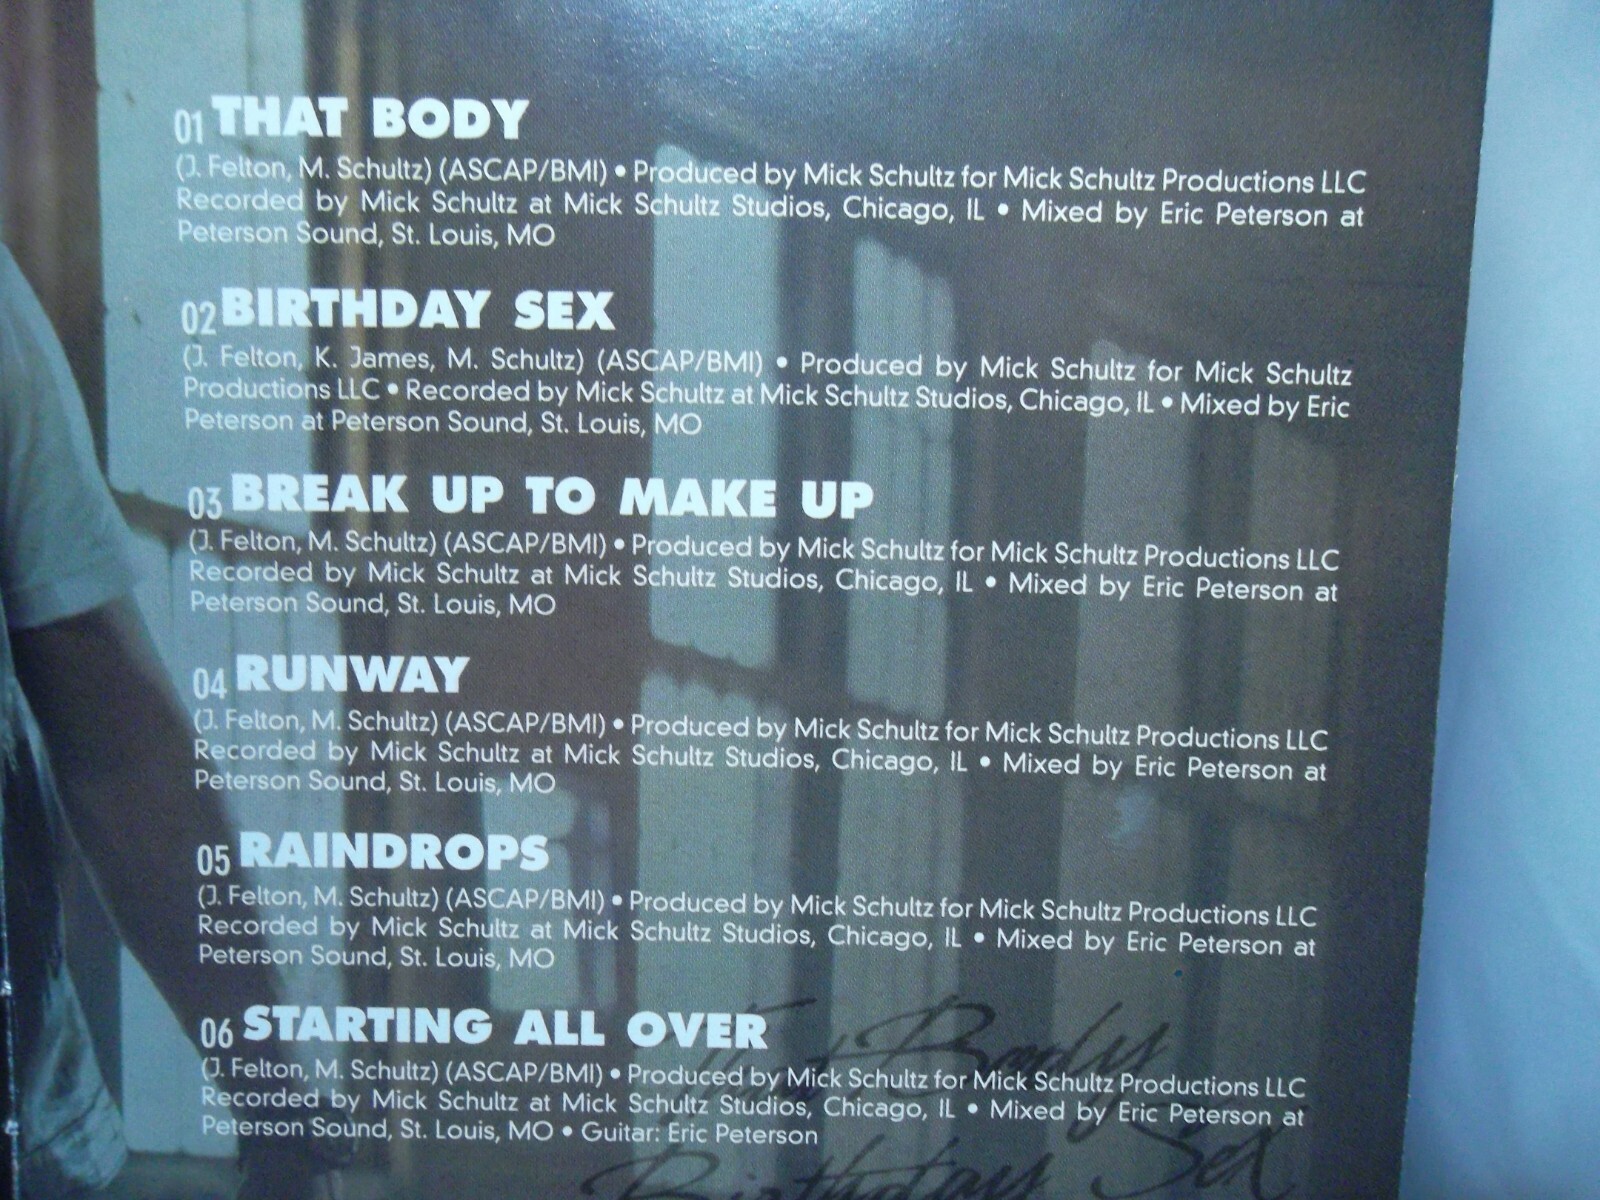 01 THAT BODY
(J. Felton, M. Schultz) (ASCAP/BMI) • Produced by Mick Schultz for Mick Schultz Productions LLC
Recorded by Mick Schultz at Mick Schultz Studios, Chicago, IL • Mixed by Eric Peterson at
Peterson Sound, St. Louis, MO
02 BIRTHDAY SEX
(J. Felton, K. James, M. Schultz) (ASCAP/BMI) • Produced by Mick Schultz for Mick Schultz
Productions LLC • Recorded by Mick Schultz at Mick Schultz Studios, Chicago, IL • Mixed by Eric
Peterson at Peterson Sound, St. Louis, MO
03 BREAK UP TO MAKE UP
(J. Felton, M. Schultz) (ASCAP/BMI) • Produced by Mick Schultz for Mick Schultz Productions LLC
Recorded by Mick Schultz at Mick Schultz Studios, Chicago, IL • Mixed by Eric Peterson at
Peterson Sound, St. Louis, MO
04 RUNWAY
(J. Felton, M. Schultz) (ASCAP/BMI) • Produced by Mick Schultz for Mick Schultz Productions LLC
Recorded by Mick Schultz at Mick Schultz Studios, Chicago, IL • Mixed by Eric Peterson at
Peterson Sound, St. Louis, MO
05 RAINDROPS
(J. Felton, M. Schultz) (ASCAP/BMI) • Produced by Mick Schultz for Mick Schultz Productions LLC
Recorded by Mick Schultz at Mick Schultz Studios, Chicago, IL • Mixed by Eric Peterson at
Peterson Sound, St. Louis, MO
06 STARTING ALL OVER
(J. Felton, M. Schultz) (ASCAP/BMI) • Produced by Mick Schultz for Mick Schultz Productions LLC
Recorded by Mick Schultz at Mick Schultz Studios, Chicago, IL • Mixed by Eric Peterson at
Peterson Sound, St. Louis, MO • Guitar: Eric Peterson
That Body
Birthday Sex